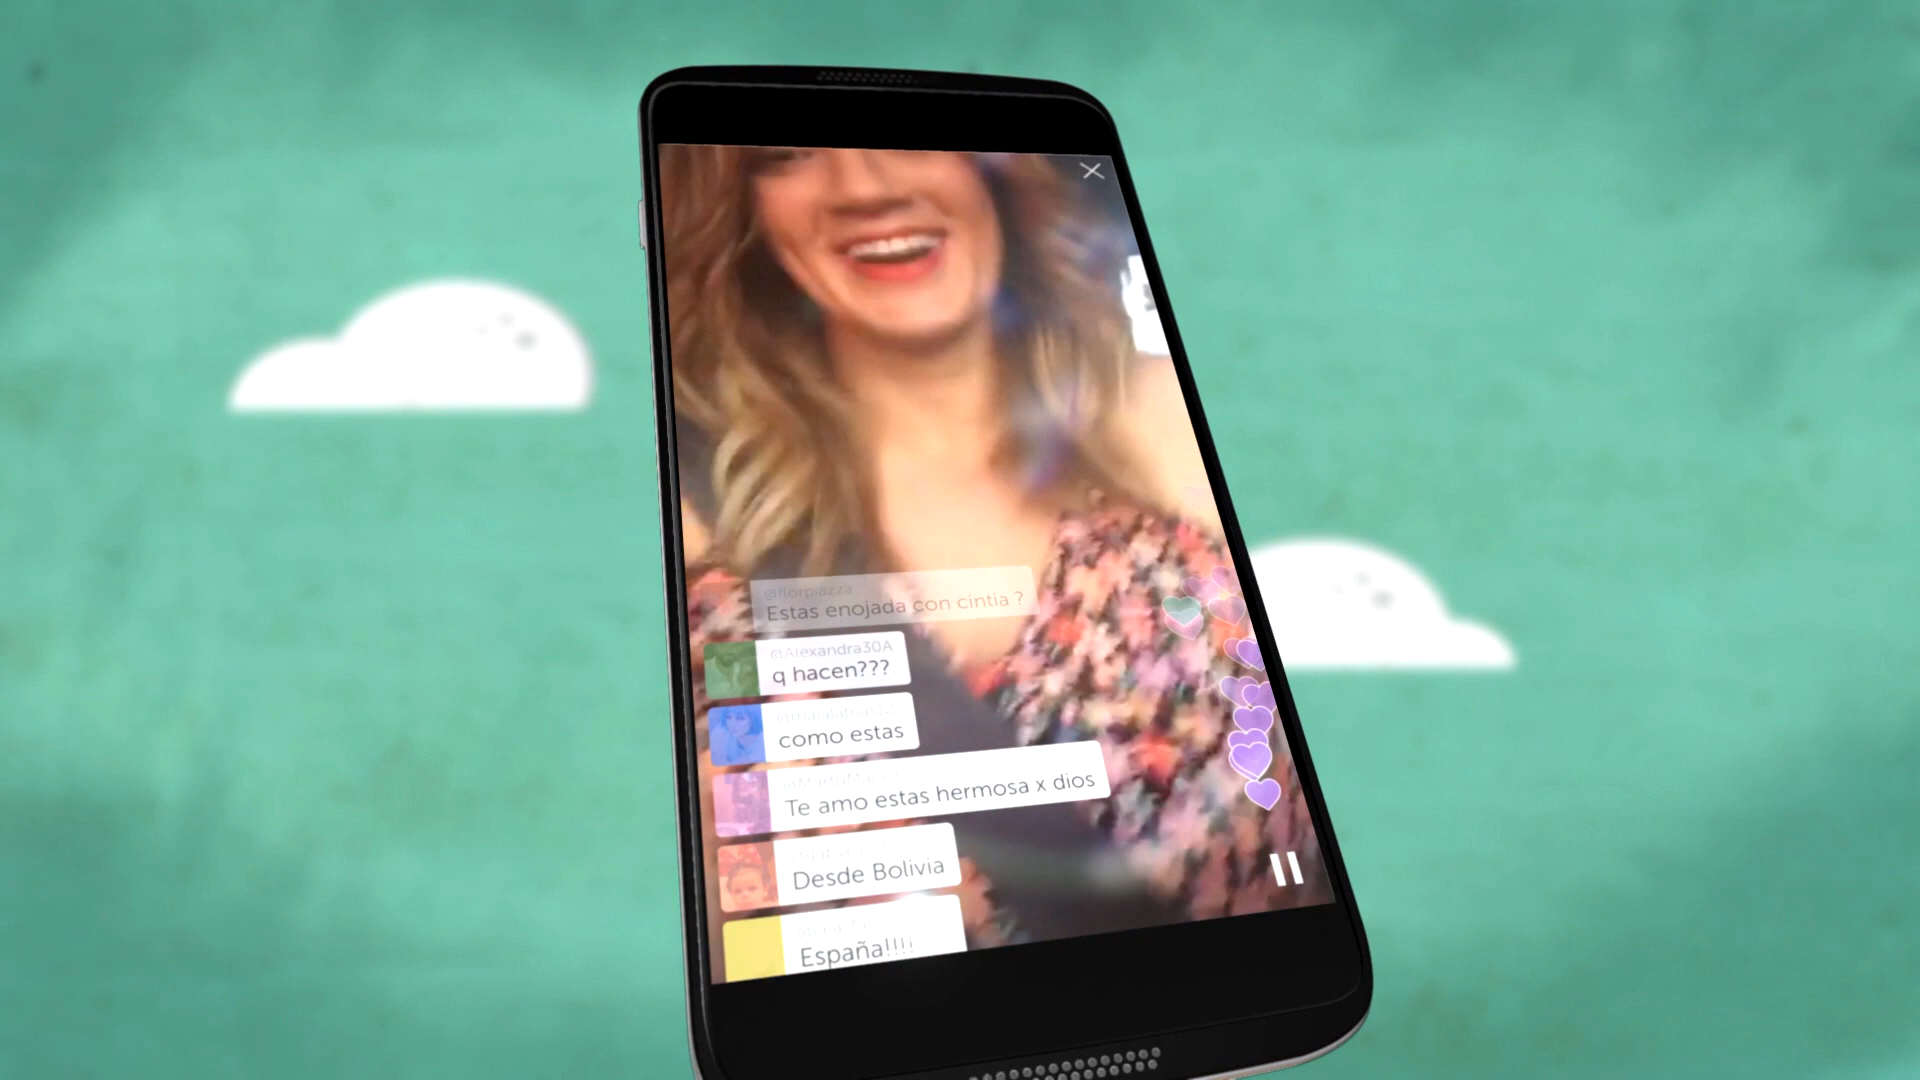 @florpiazza
Estas enojada con cintia ?
@Alexandra30A
q hacen???
como estas
Te amo estas hermosa x dios
Desde Bolivia
España!!!!